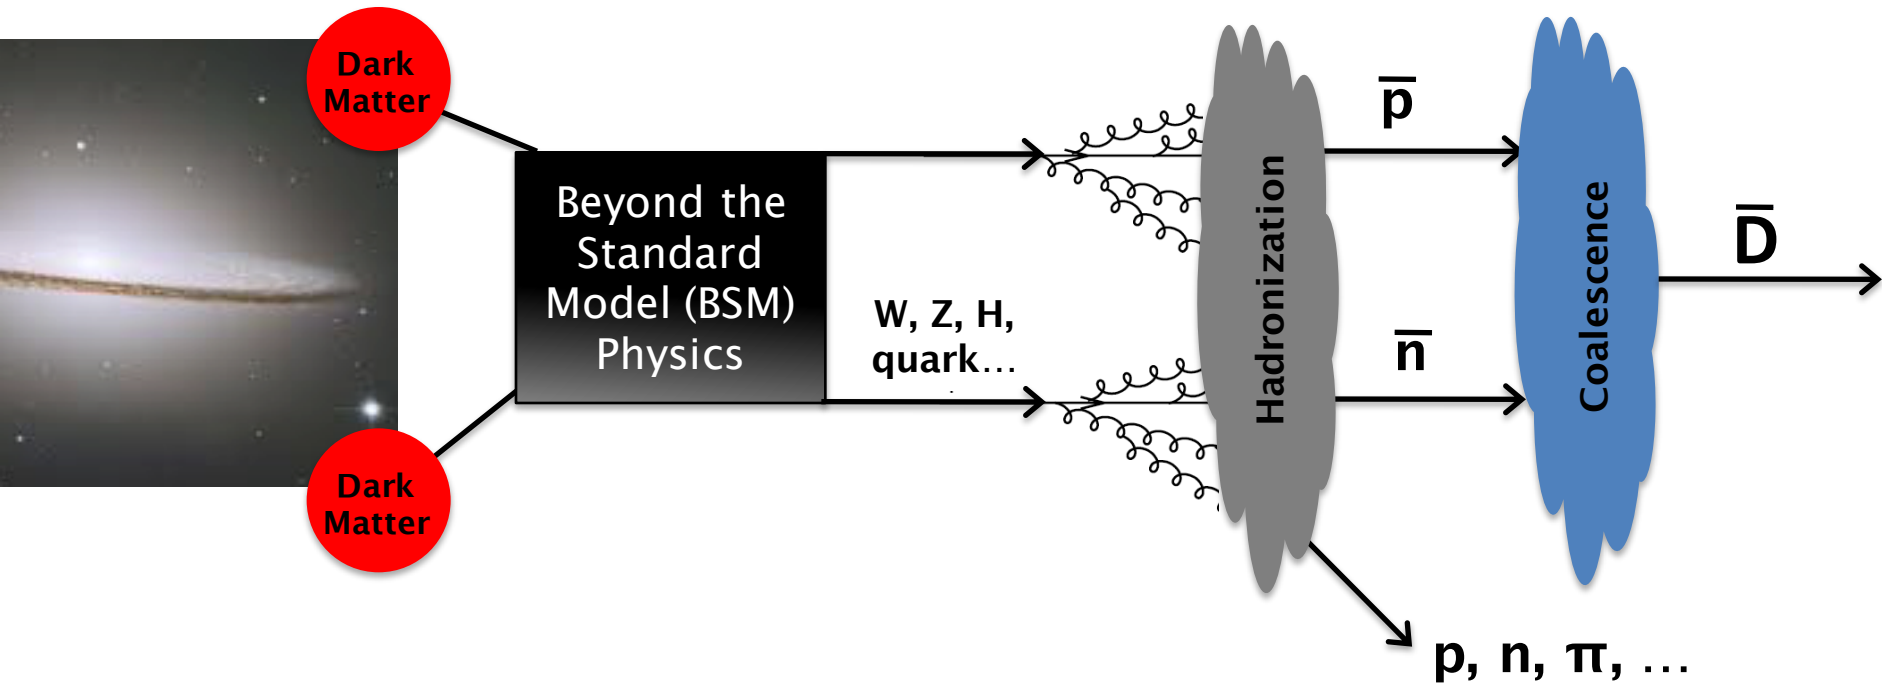 Dark
Matter
Beyond the
Standard
Model (BSM)
Physics
Dark
Matter
W, Z, H,
quark...
Hadronization
p̅
n̅
Coalescence
D̅
p, n, π, ...